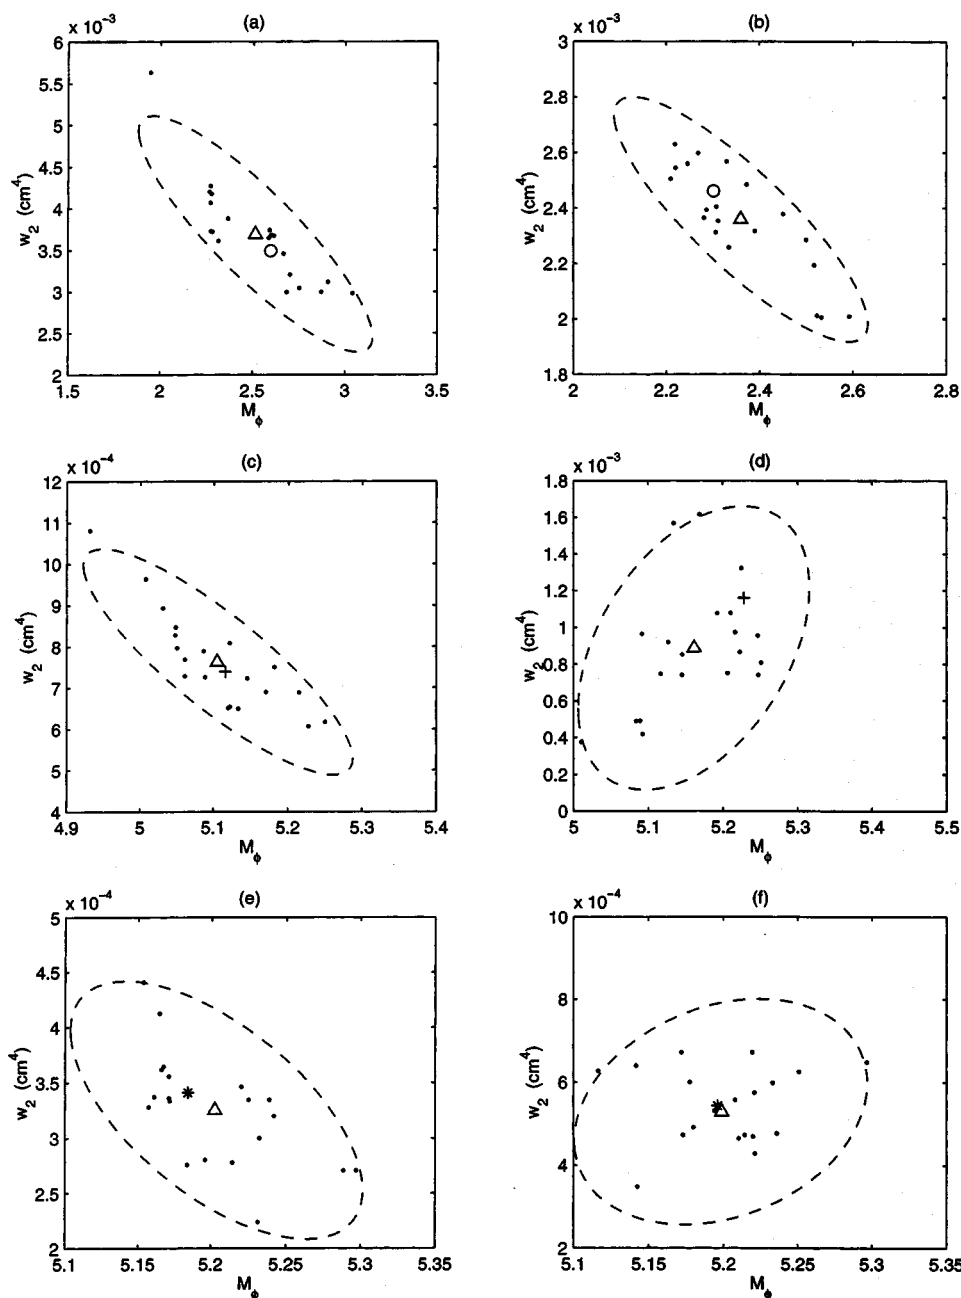 (a)
x 10⁻³
6
5.5
5
4.5
4
3.5
3
2.5
2
w₂ (cm⁴)
1.5 2 2.5 3 3.5
M_ϕ
(b)
x 10⁻³
3
2.8
2.6
2.4
2.2
2
1.8
w₂ (cm⁴)
2 2.2 2.4 2.6 2.8
M_ϕ
(c)
x 10⁻⁴
12
11
10
9
8
7
6
5
4
w₂ (cm⁴)
4.9 5 5.1 5.2 5.3 5.4
M_ϕ
(d)
x 10⁻³
1.8
1.6
1.4
1.2
1
0.8
0.6
0.4
0.2
0
w₂ (cm⁴)
5 5.1 5.2 5.3 5.4 5.5
M_ϕ
(e)
x 10⁻⁴
5
4.5
4
3.5
3
2.5
2
w₂ (cm⁴)
5.1 5.15 5.2 5.25 5.3 5.35
M_ϕ
(f)
x 10⁻⁴
10
8
6
4
2
w₂ (cm⁴)
5.1 5.15 5.2 5.25 5.3 5.35
M_ϕ